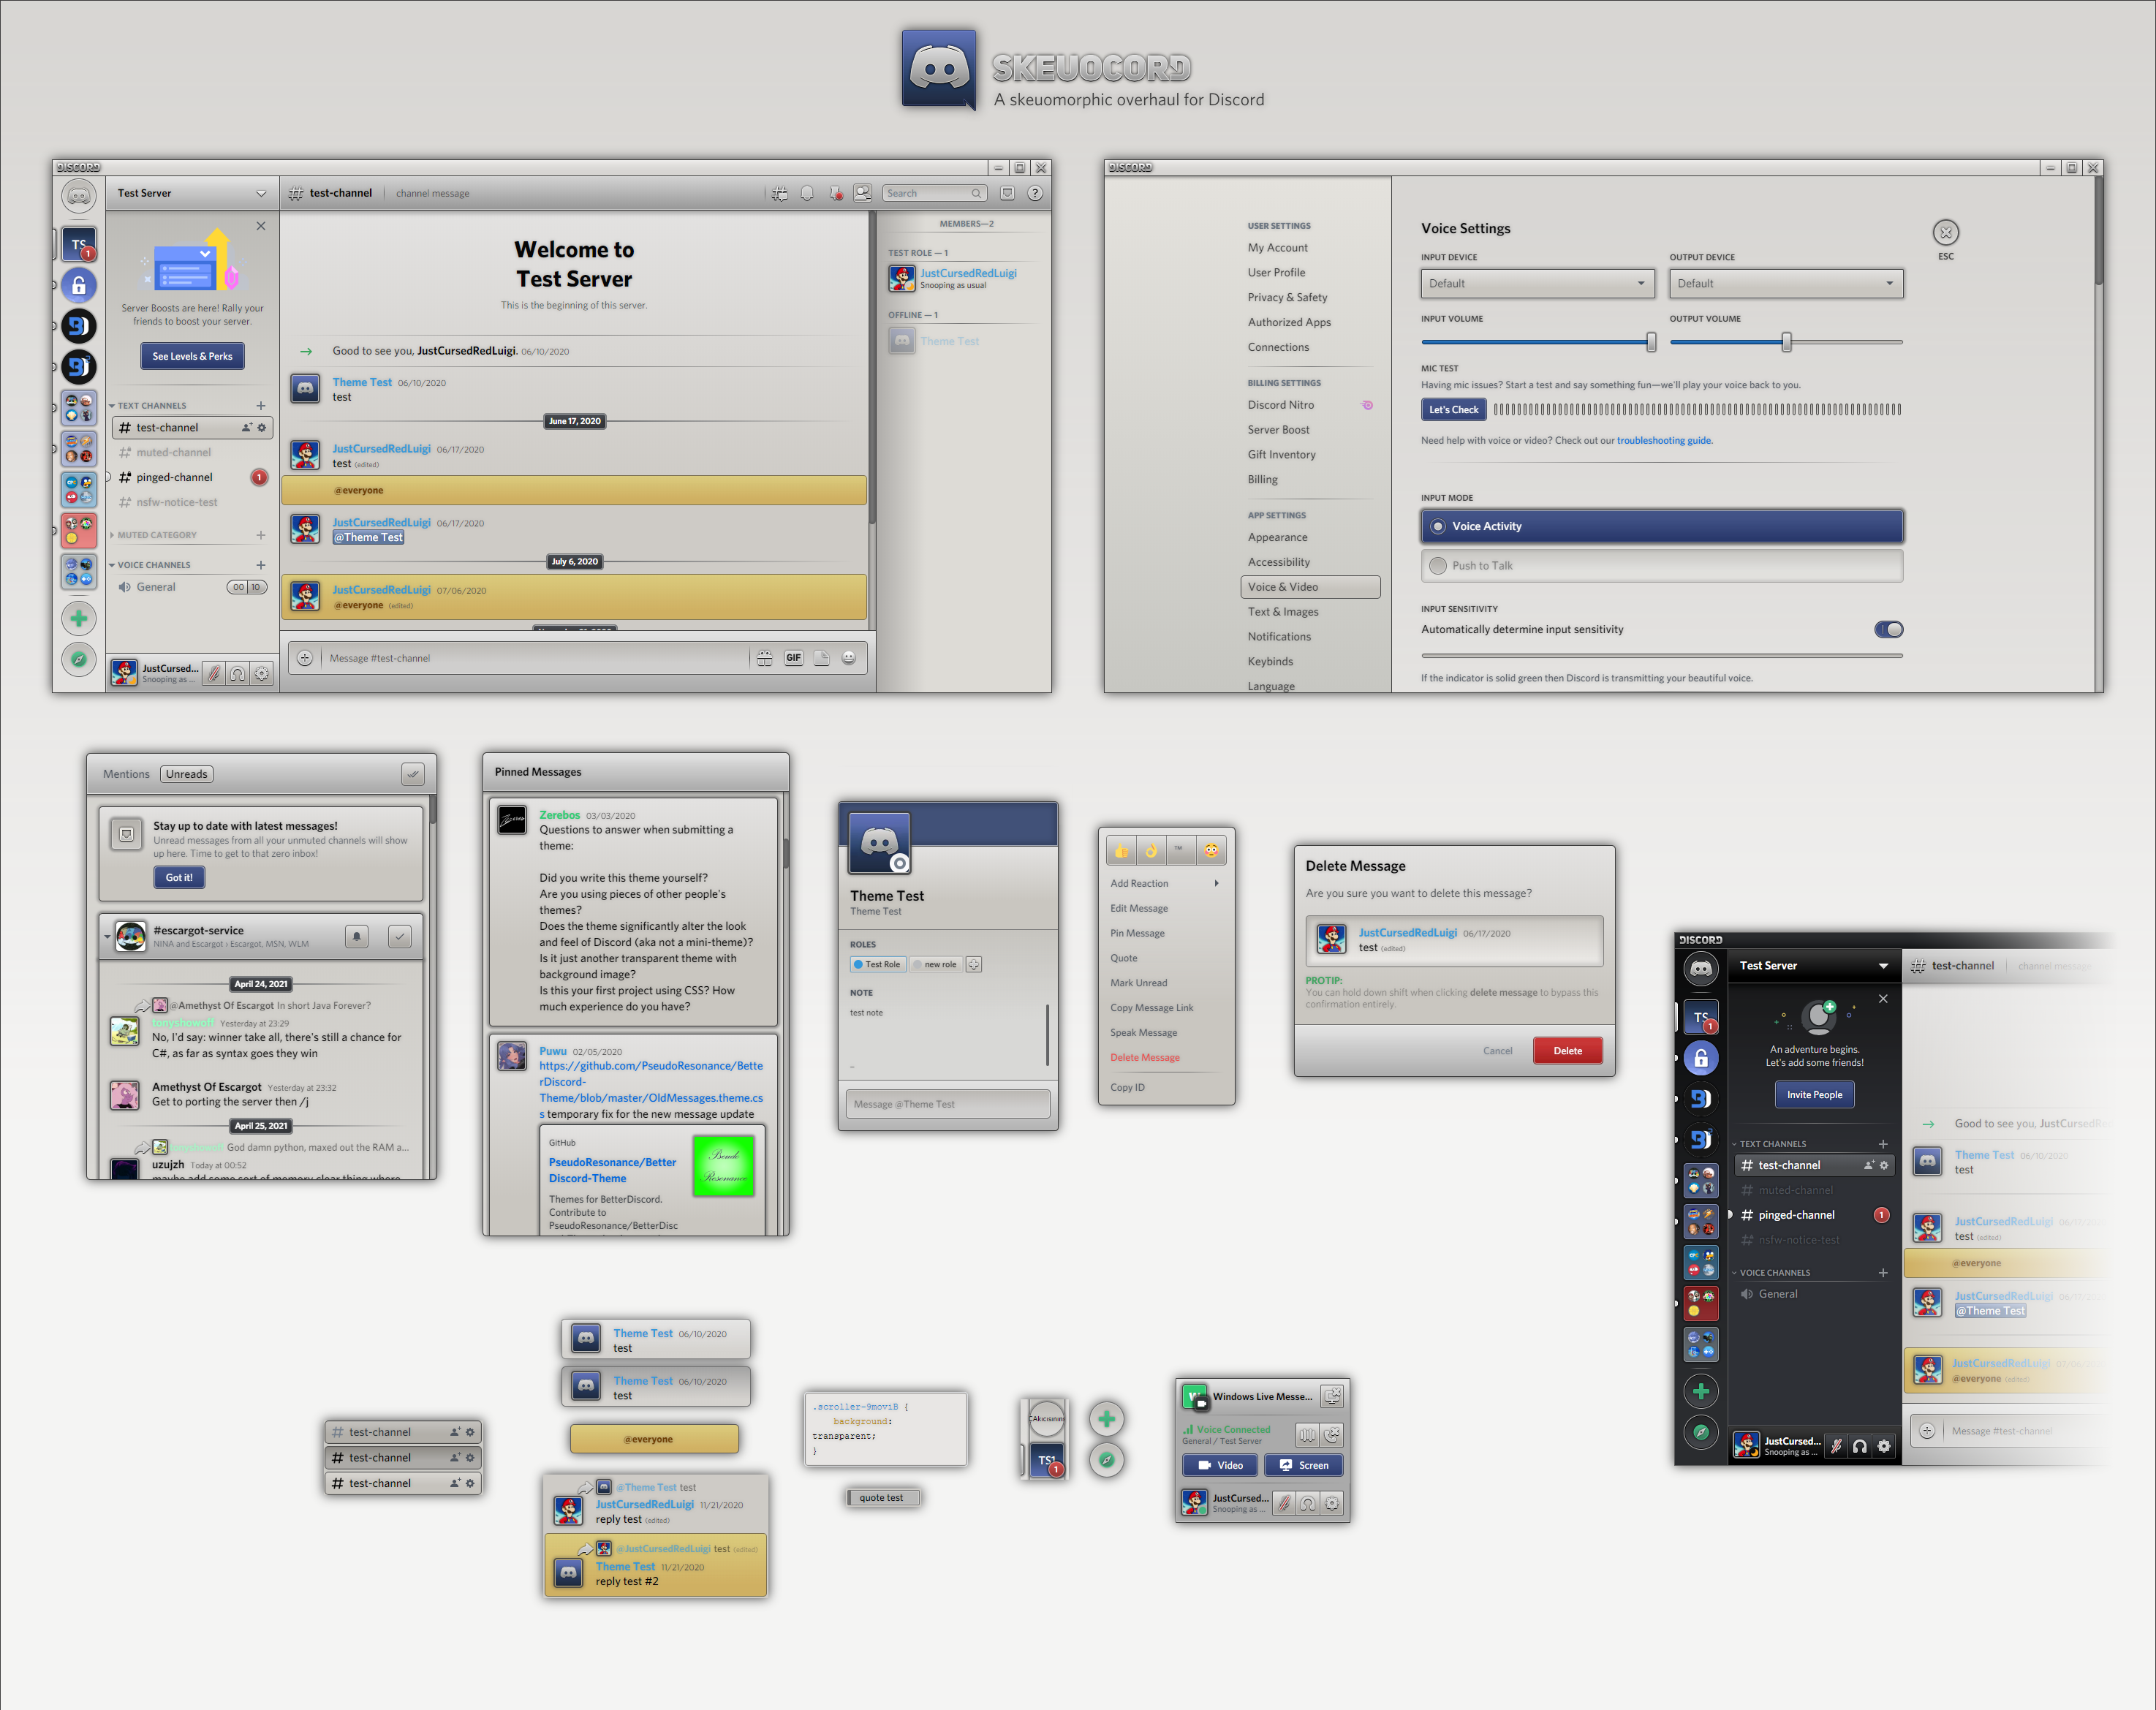 SKEUOCORD
A skeuomorphic overhaul for Discord
DISCORD
Test Server
test-channel
channel message
Search
TS
1
Server Boosts are here! Rally your
friends to boost your server.
See Levels & Perks
TEXT CHANNELS
test-channel
muted-channel
pinged-channel
1
nsfw-notice-test
MUTED CATEGORY
VOICE CHANNELS
General
00 10
JustCursed...
Snooping as ...
Welcome to
Test Server
This is the beginning of this server.
Good to see you, JustCursedRedLuigi. 06/10/2020
Theme Test 06/10/2020
test
June 17, 2020
JustCursedRedLuigi 06/17/2020
test (edited)
@everyone
JustCursedRedLuigi 06/17/2020
@Theme Test
July 6, 2020
JustCursedRedLuigi 07/06/2020
@everyone (edited)
Message #test-channel
GIF
MEMBERS—2
TEST ROLE — 1
JustCursedRedLuigi
Snooping as usual
OFFLINE — 1
Theme Test
DISCORD
USER SETTINGS
My Account
User Profile
Privacy & Safety
Authorized Apps
Connections
BILLING SETTINGS
Discord Nitro
Server Boost
Gift Inventory
Billing
APP SETTINGS
Appearance
Accessibility
Voice & Video
Text & Images
Notifications
Keybinds
Language
Voice Settings
ESC
INPUT DEVICE
OUTPUT DEVICE
Default
Default
INPUT VOLUME
OUTPUT VOLUME
MIC TEST
Having mic issues? Start a test and say something fun—we'll play your voice back to you.
Let's Check
Need help with voice or video? Check out our troubleshooting guide.
INPUT MODE
Voice Activity
Push to Talk
INPUT SENSITIVITY
Automatically determine input sensitivity
If the indicator is solid green then Discord is transmitting your beautiful voice.
Mentions
Unreads
Stay up to date with latest messages!
Unread messages from all your unmuted channels will show
up here. Time to get to that zero inbox!
Got it!
#escargot-service
NINA and Escargot › Escargot, MSN, WLM
April 24, 2021
@Amethyst Of Escargot In short Java Forever?
tonyshowoff Yesterday at 23:29
No, I'd say: winner take all, there's still a chance for
C#, as far as syntax goes they win
Amethyst Of Escargot Yesterday at 23:32
Get to porting the server then /j
April 25, 2021
God damn python, maxed out the RAM a...
uzujzh Today at 00:52
maybe add some sort of memory clear thing where
Pinned Messages
Zerebos 03/03/2020
Questions to answer when submitting a
theme:
Did you write this theme yourself?
Are you using pieces of other people's
themes?
Does the theme significantly alter the look
and feel of Discord (aka not a mini-theme)?
Is it just another transparent theme with
background image?
Is this your first project using CSS? How
much experience do you have?
Puwu 02/05/2020
https://github.com/PseudoResonance/Bette
rDiscord-
Theme/blob/master/OldMessages.theme.cs
s temporary fix for the new message update
GitHub
PseudoResonance/Better
Discord-Theme
Themes for BetterDiscord.
Contribute to
PseudoResonance/BetterDisc
Theme Test
Theme Test
ROLES
Test Role
new role
NOTE
test note
Message @Theme Test
TM
Add Reaction
Edit Message
Pin Message
Quote
Mark Unread
Copy Message Link
Speak Message
Delete Message
Copy ID
Delete Message
Are you sure you want to delete this message?
JustCursedRedLuigi 06/17/2020
test (edited)
PROTIP:
You can hold down shift when clicking delete message to bypass this
confirmation entirely.
Cancel
Delete
DISCORD
Test Server
test-channel
channel message
TS
1
An adventure begins.
Let's add some friends!
Invite People
TEXT CHANNELS
test-channel
muted-channel
pinged-channel
1
nsfw-notice-test
VOICE CHANNELS
General
JustCursed...
Snooping as ...
Good to see you, JustCursedRe
Theme Test 06/10/2020
test
JustCursedRedLuigi 06/17/
test (edited)
@everyone
JustCursedRedLuigi 06/17/
@Theme Test
JustCursedRedLuigi
@everyone (edited)
Message #test-channel
test-channel
test-channel
test-channel
Theme Test 06/10/2020
test
Theme Test 06/10/2020
test
@everyone
@Theme Test test
JustCursedRedLuigi 11/21/2020
reply test (edited)
@JustCursedRedLuigi test (edited)
Theme Test 11/21/2020
reply test #2
.scroller-9moviB {
background:
transparent;
}
quote test
TS1
1
Windows Live Messe...
Voice Connected
General / Test Server
Video
Screen
JustCursed...
Snooping as ...